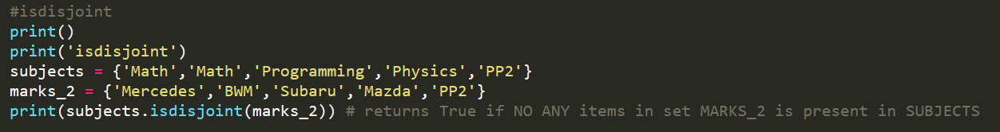 #isdisjoint
print()
print('isdisjoint')
subjects = {'Math','Math','Programming','Physics','PP2'}
marks_2 = {'Mercedes','BWM','Subaru','Mazda','PP2'}
print(subjects.isdisjoint(marks_2)) # returns True if NO ANY items in set MARKS_2 is present in SUBJECTS